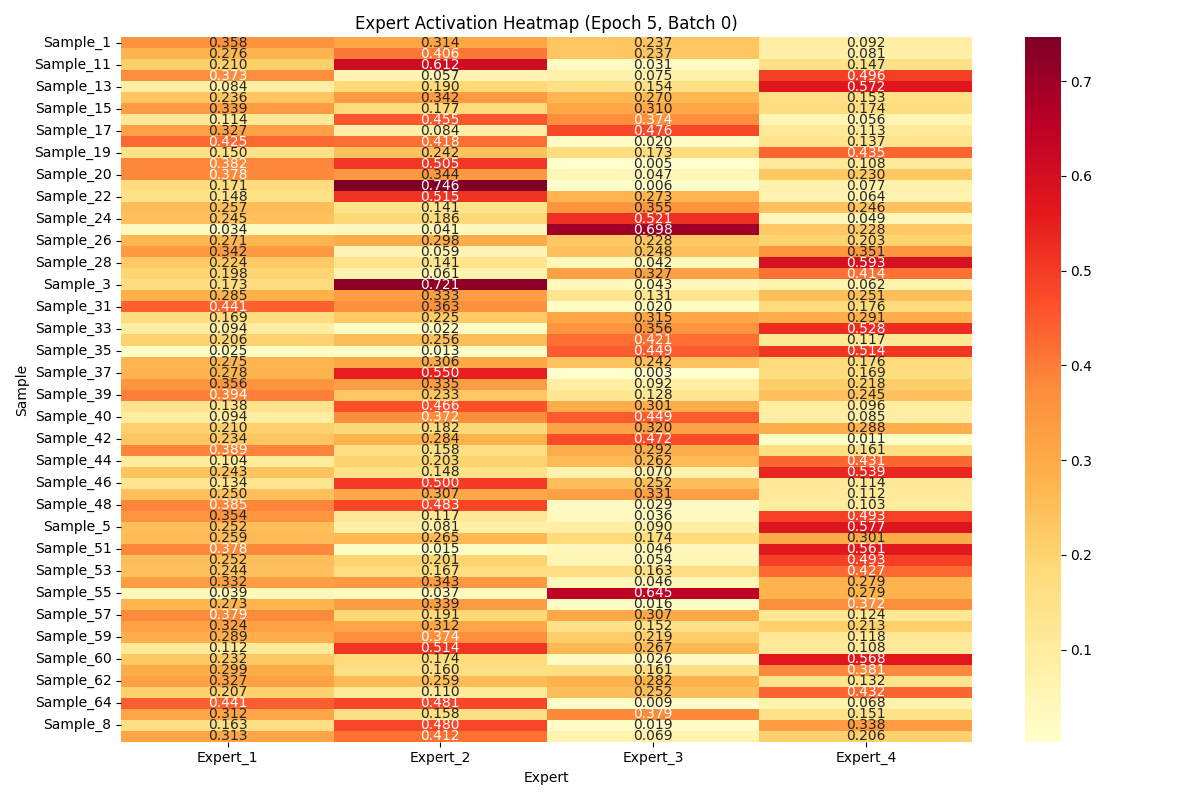 Expert Activation Heatmap (Epoch 5, Batch 0)
Sample_1 0.358 0.314 0.237 0.092
0.276 0.406 0.237 0.081
Sample_11 0.210 0.612 0.031 0.147
0.373 0.057 0.075 0.496
Sample_13 0.084 0.190 0.154 0.572
0.236 0.342 0.270 0.153
Sample_15 0.339 0.177 0.310 0.174
0.114 0.455 0.374 0.056
Sample_17 0.327 0.084 0.476 0.113
0.425 0.418 0.020 0.137
Sample_19 0.150 0.242 0.173 0.435
0.382 0.505 0.005 0.108
Sample_20 0.378 0.344 0.047 0.230
0.171 0.746 0.006 0.077
Sample_22 0.148 0.515 0.273 0.064
0.257 0.141 0.355 0.246
Sample_24 0.245 0.186 0.521 0.049
0.034 0.041 0.698 0.228
Sample_26 0.271 0.298 0.228 0.203
0.342 0.059 0.248 0.351
Sample_28 0.224 0.141 0.042 0.593
0.198 0.061 0.327 0.414
Sample_3 0.173 0.721 0.043 0.062
0.285 0.333 0.131 0.251
Sample_31 0.441 0.363 0.020 0.176
0.169 0.225 0.315 0.291
Sample_33 0.094 0.022 0.356 0.528
0.206 0.256 0.421 0.117
Sample_35 0.025 0.013 0.449 0.514
0.275 0.306 0.242 0.176
Sample_37 0.278 0.550 0.003 0.169
0.356 0.335 0.092 0.218
Sample_39 0.394 0.233 0.128 0.245
0.138 0.466 0.301 0.096
Sample_40 0.094 0.372 0.449 0.085
0.210 0.182 0.320 0.288
Sample_42 0.234 0.284 0.472 0.011
0.389 0.158 0.292 0.161
Sample_44 0.104 0.203 0.262 0.431
0.243 0.148 0.070 0.539
Sample_46 0.134 0.500 0.252 0.114
0.250 0.307 0.331 0.112
Sample_48 0.385 0.483 0.029 0.103
0.354 0.117 0.036 0.493
Sample_5 0.252 0.081 0.090 0.577
0.259 0.265 0.174 0.301
Sample_51 0.378 0.015 0.046 0.561
0.252 0.201 0.054 0.493
Sample_53 0.244 0.167 0.163 0.427
0.332 0.343 0.046 0.279
Sample_55 0.039 0.037 0.645 0.279
0.273 0.339 0.016 0.372
Sample_57 0.379 0.191 0.307 0.124
0.324 0.312 0.152 0.213
Sample_59 0.289 0.374 0.219 0.118
0.112 0.514 0.267 0.108
Sample_60 0.232 0.174 0.026 0.568
0.299 0.160 0.161 0.381
Sample_62 0.327 0.259 0.282 0.132
0.207 0.110 0.252 0.432
Sample_64 0.441 0.481 0.009 0.068
0.312 0.158 0.379 0.151
Sample_8 0.163 0.480 0.019 0.338
0.313 0.412 0.069 0.206
Expert_1 Expert_2 Expert_3 Expert_4
Expert
Sample
0.7
0.6
0.5
0.4
0.3
0.2
0.1